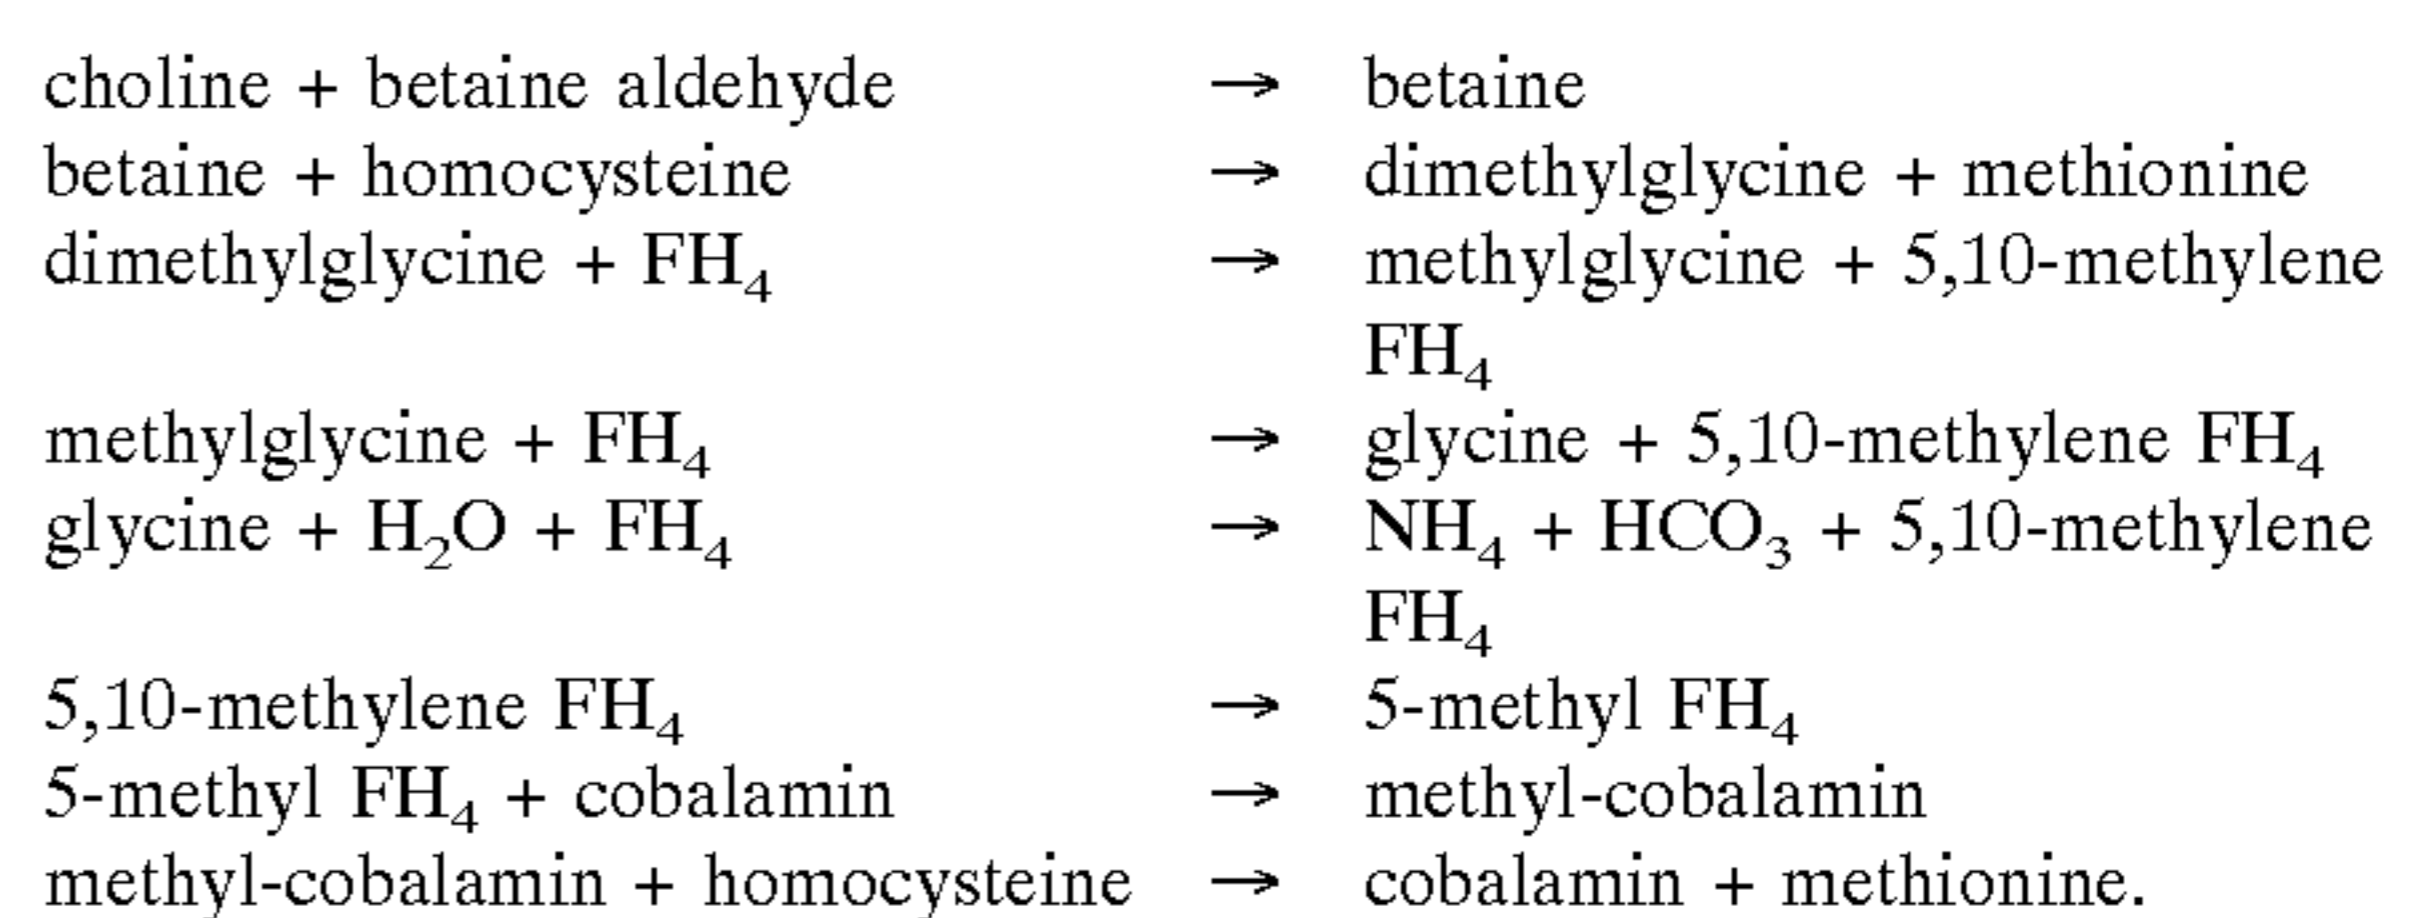 choline + betaine aldehyde → betaine
betaine + homocysteine → dimethylglycine + methionine
dimethylglycine + FH₄ → methylglycine + 5,10-methylene
FH₄
methylglycine + FH₄ → glycine + 5,10-methylene FH₄
glycine + H₂O + FH₄ → NH₄ + HCO₃ + 5,10-methylene
FH₄
5,10-methylene FH₄ → 5-methyl FH₄
5-methyl FH₄ + cobalamin → methyl-cobalamin
methyl-cobalamin + homocysteine → cobalamin + methionine.